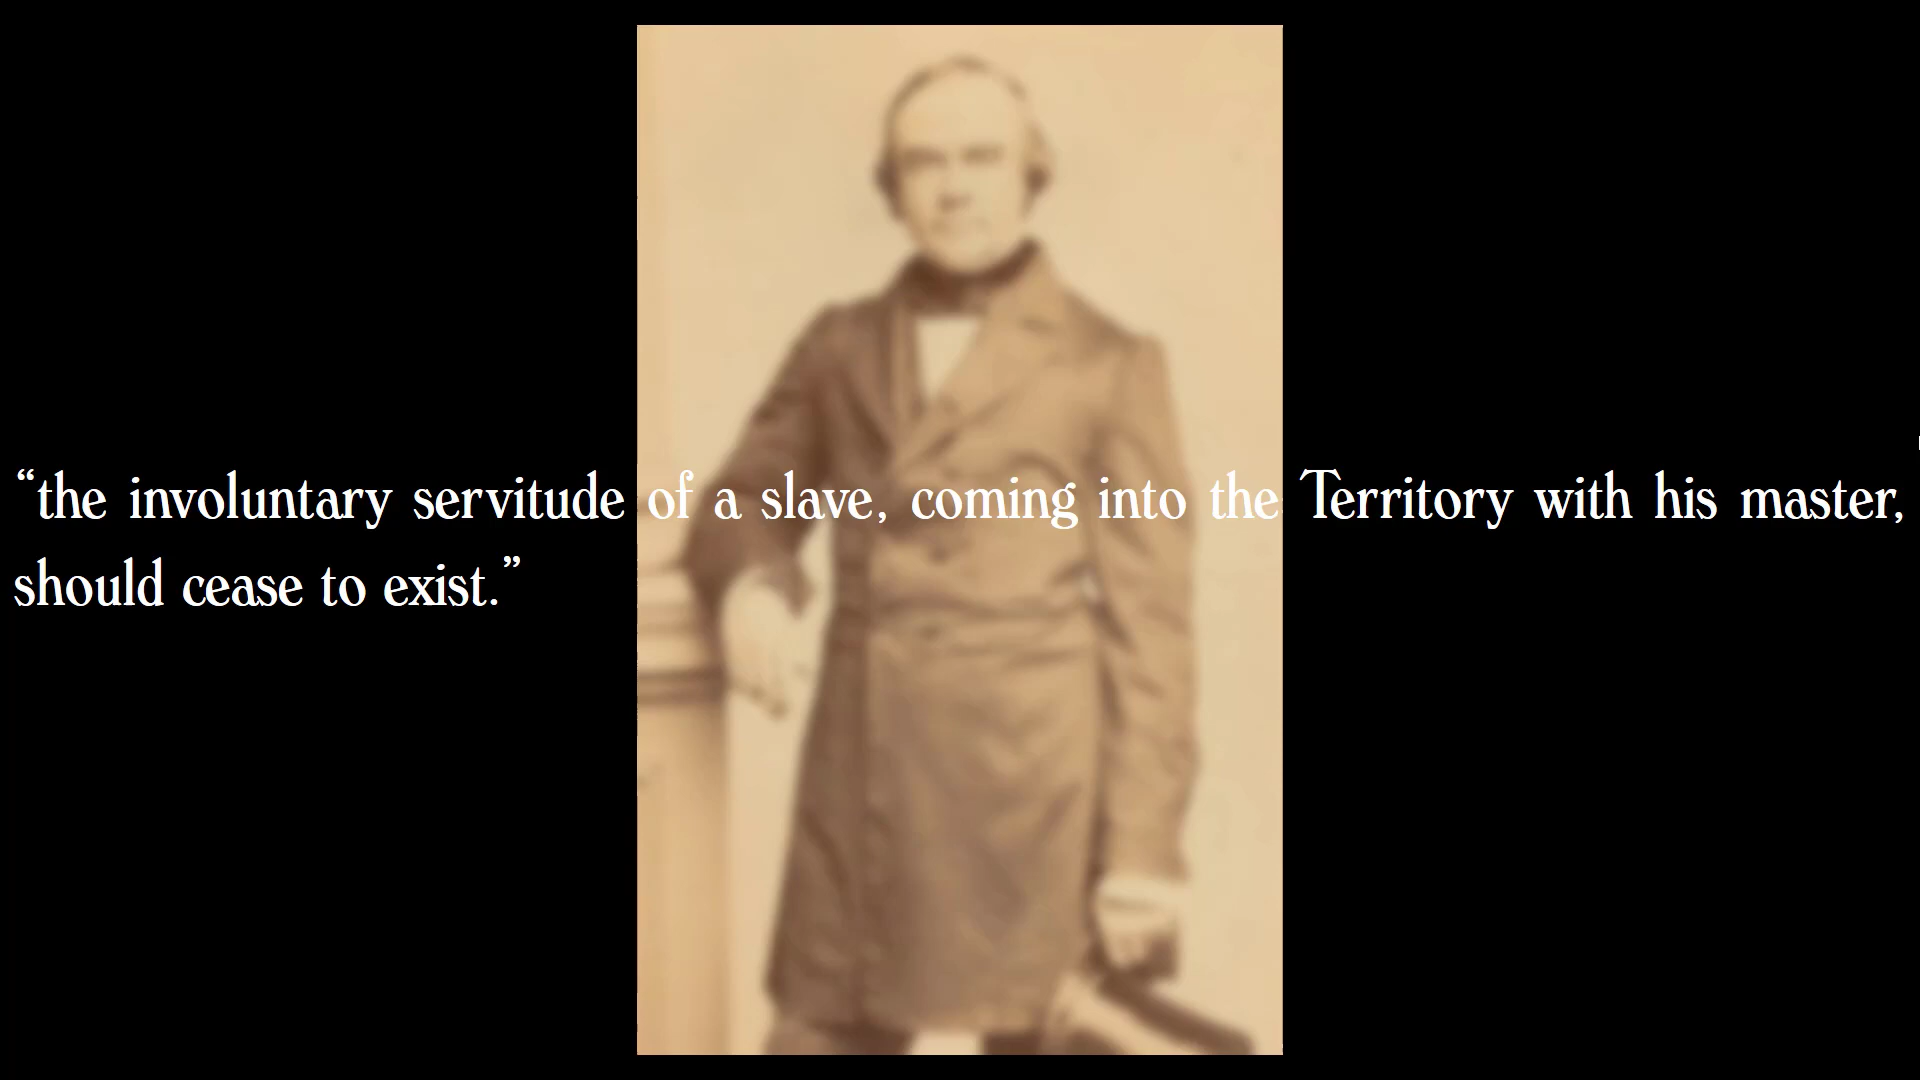 “the involuntary servitude of a slave, coming into the Territory with his master,
should cease to exist.”